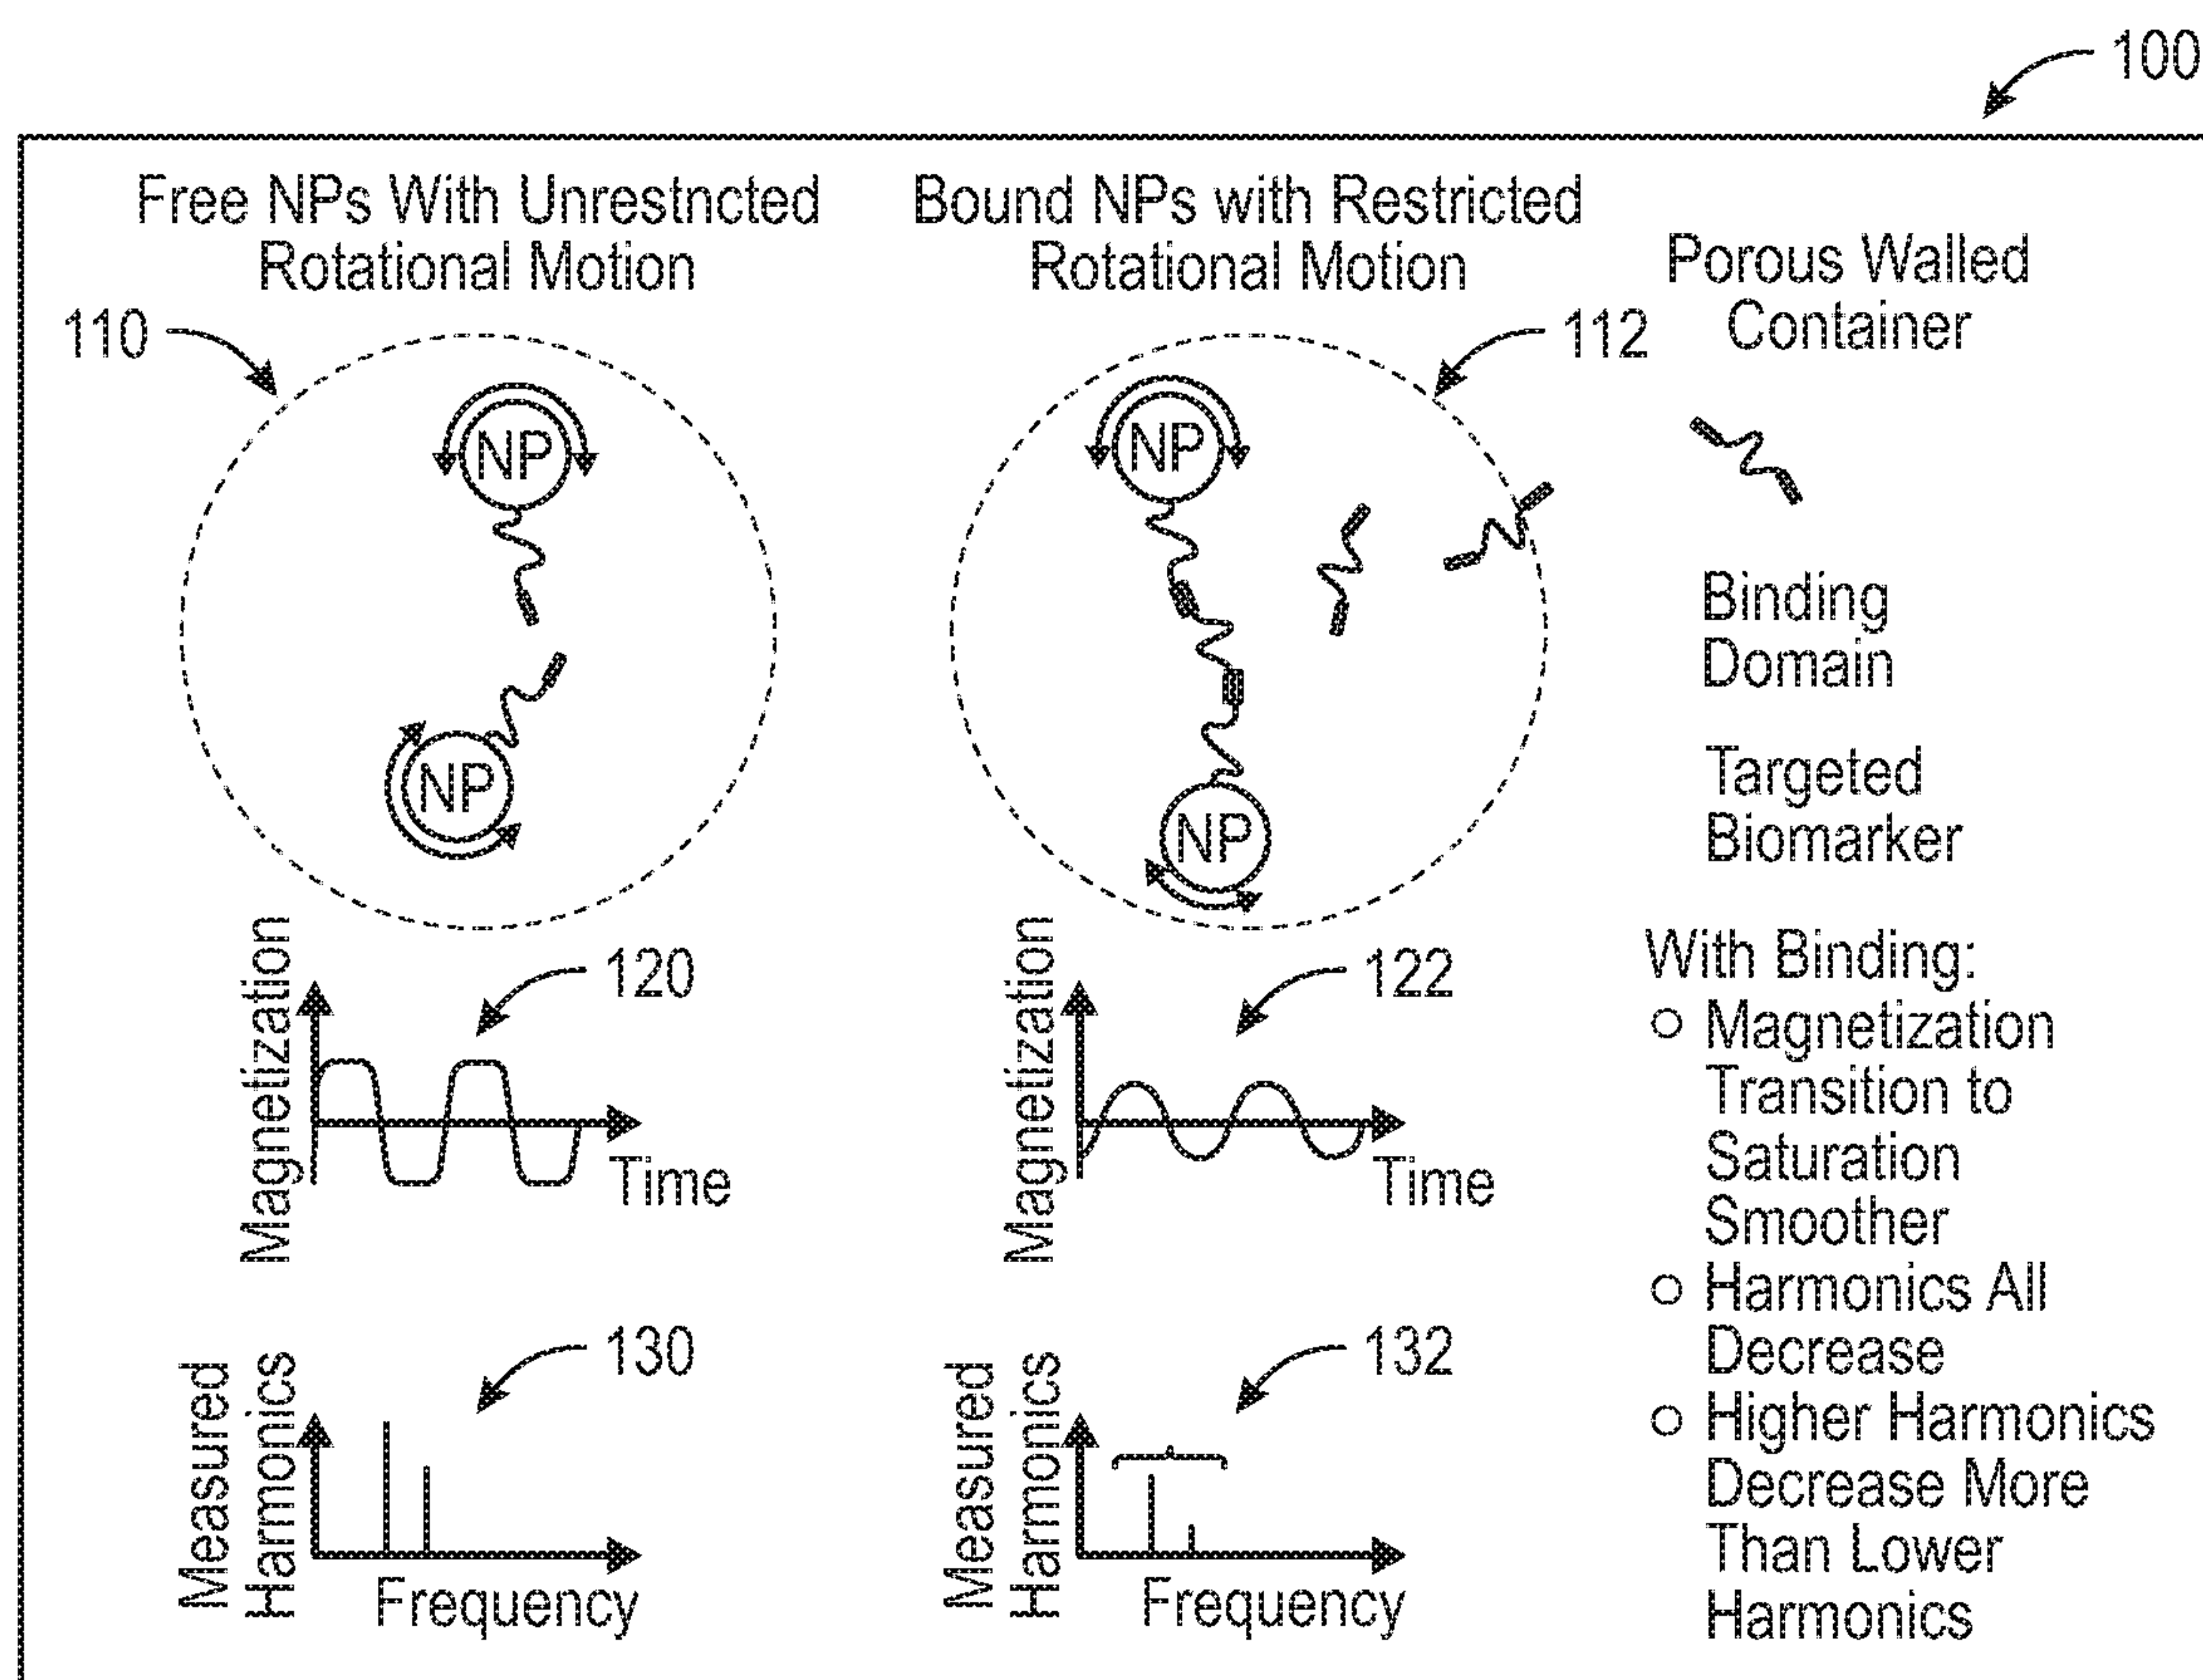 100
Free NPs With Unrestncted
Rotational Motion
Bound NPs with Restricted
Rotational Motion
Porous Walled
Container
110
112
NP
NP
NP
NP
Binding
Domain
Targeted
Biomarker
Magnetization
120
Time
Magnetization
122
Time
Measured
Harmonics
130
Frequency
Measured
Harmonics
132
Frequency
With Binding:
○ Magnetization
Transition to
Saturation
Smoother
○ Harmonics All
Decrease
○ Higher Harmonics
Decrease More
Than Lower
Harmonics